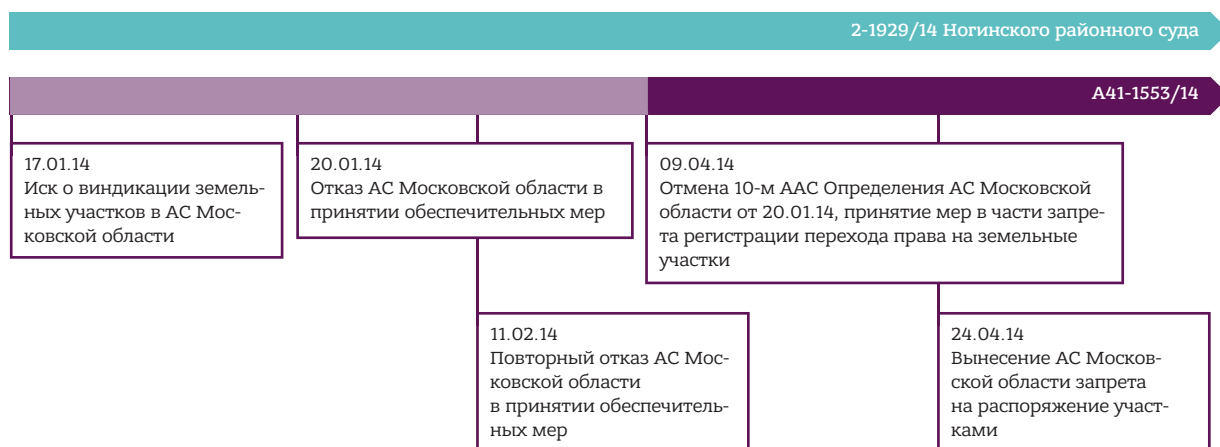 2-1929/14 Ногинского районного суда
А41-1553/14
17.01.14
Иск о виндикации земель-
ных участков в АС Мос-
ковской области
20.01.14
Отказ АС Московской области в
принятии обеспечительных мер
09.04.14
Отмена 10-м ААС Определения АС Московской
области от 20.01.14, принятие мер в части запре-
та регистрации перехода права на земельные
участки
11.02.14
Повторный отказ АС Мос-
ковской области
в принятии обеспечитель-
ных мер
24.04.14
Вынесение АС Москов-
ской области запрета
на распоряжение участ-
ками